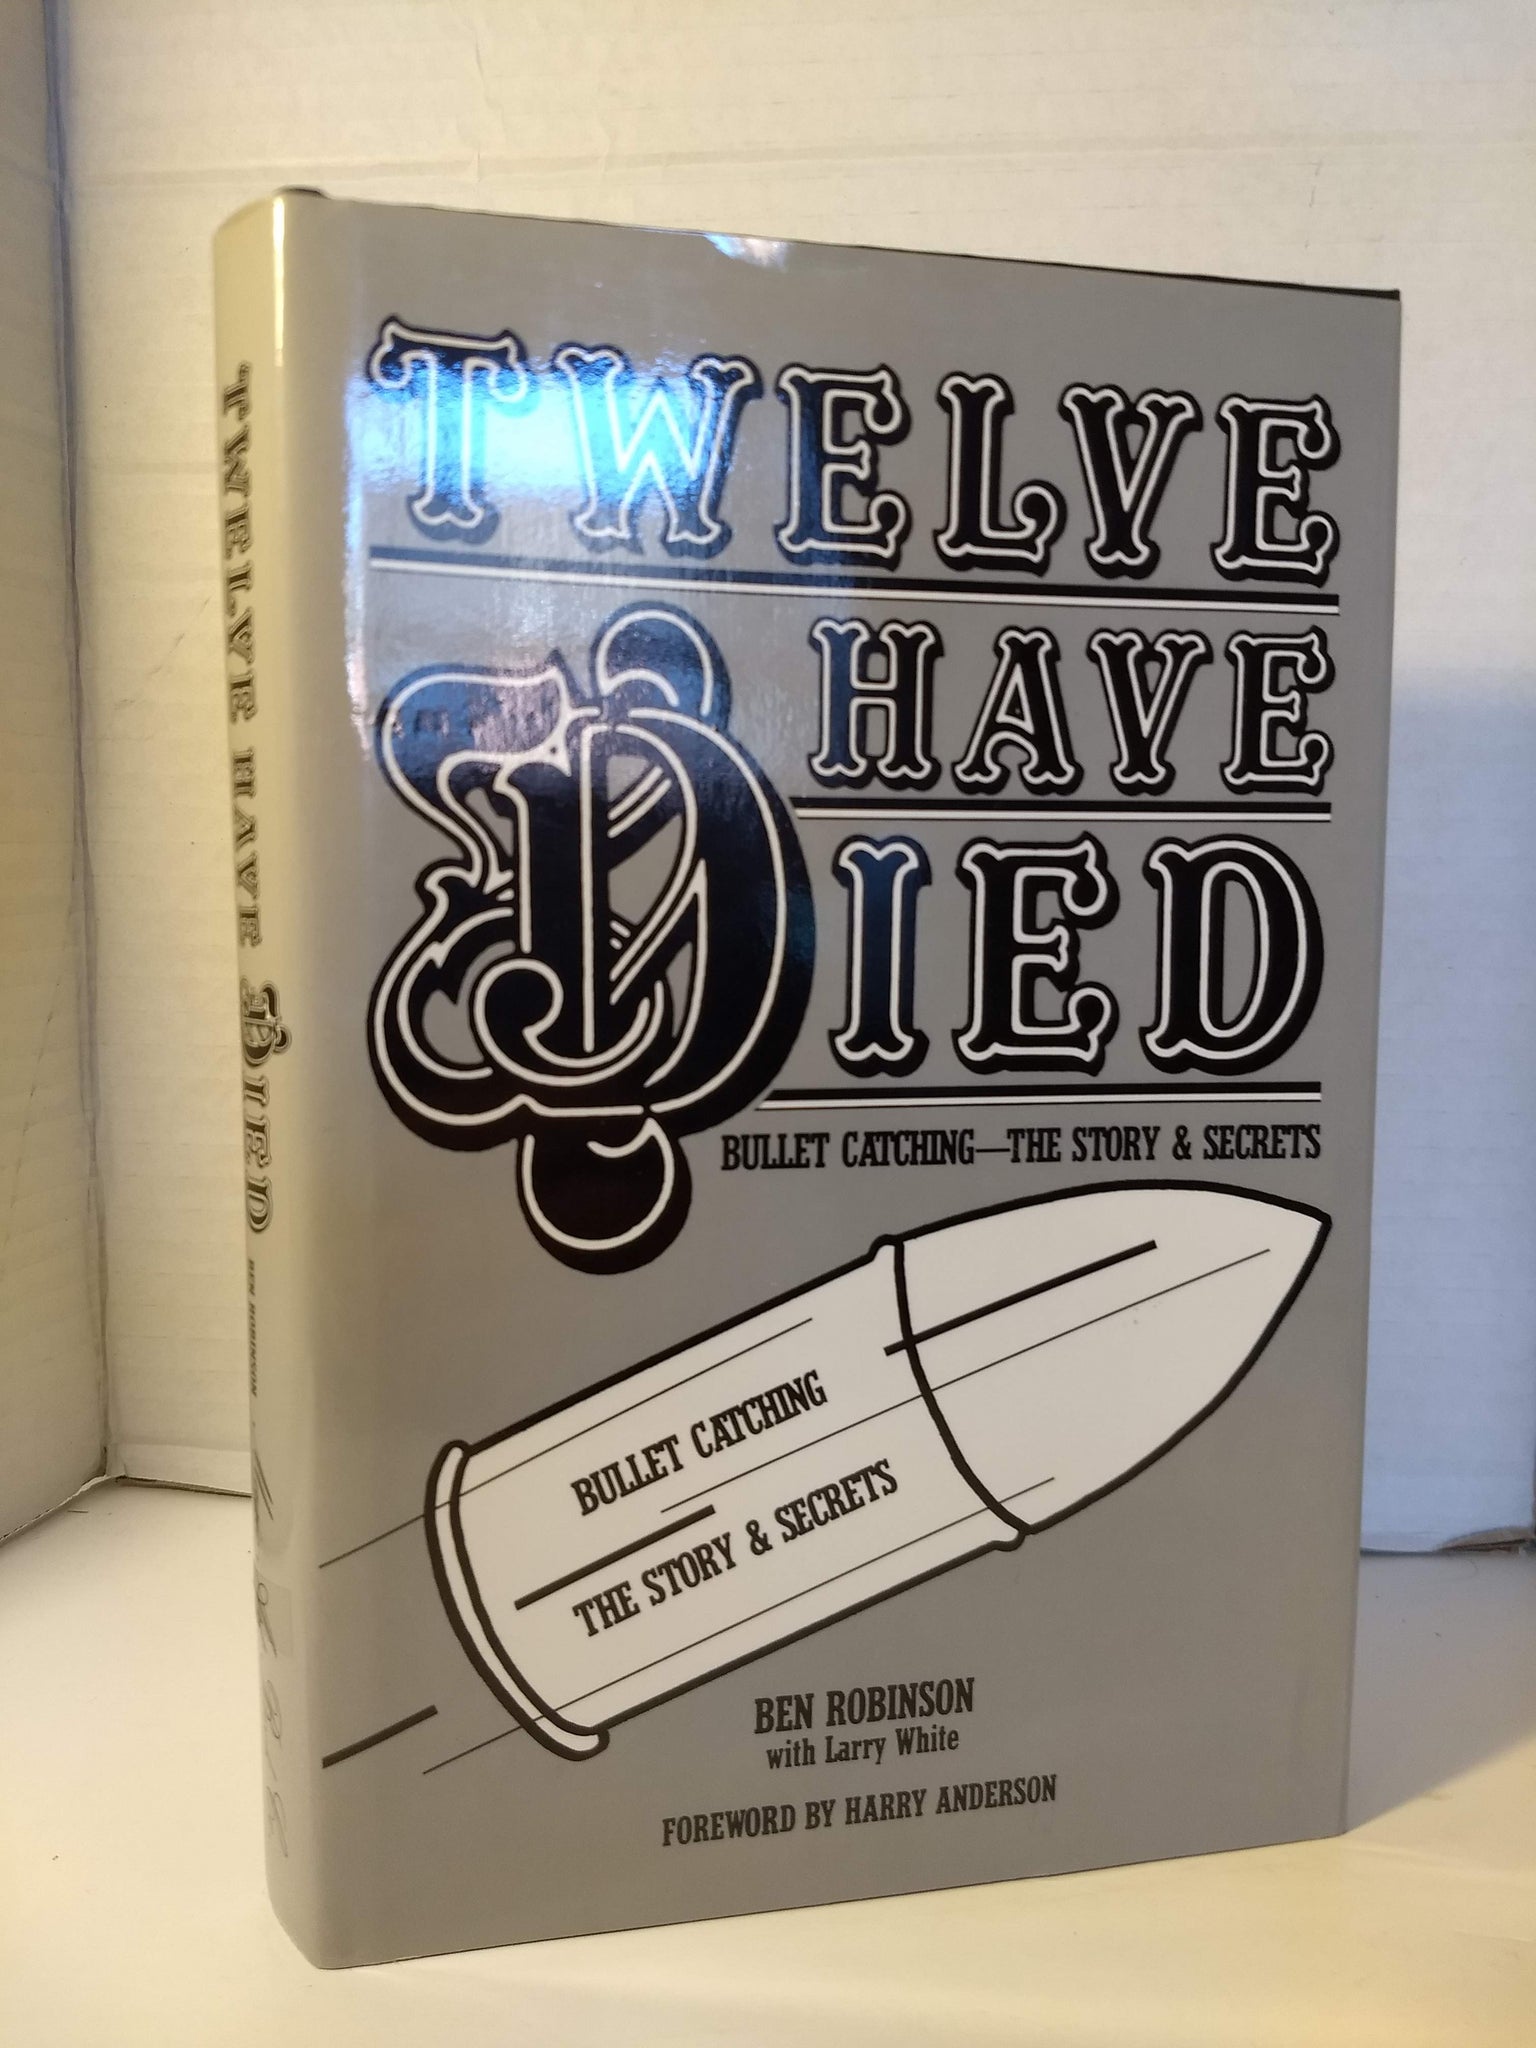 TWELVE
HAVE
DIED
BULLET CATCHING—THE STORY & SECRETS
BULLET CATCHING
THE STORY & SECRETS
BEN ROBINSON
with Larry White
FOREWORD BY HARRY ANDERSON
TWELVE HAVE DIED BEN ROBINSON